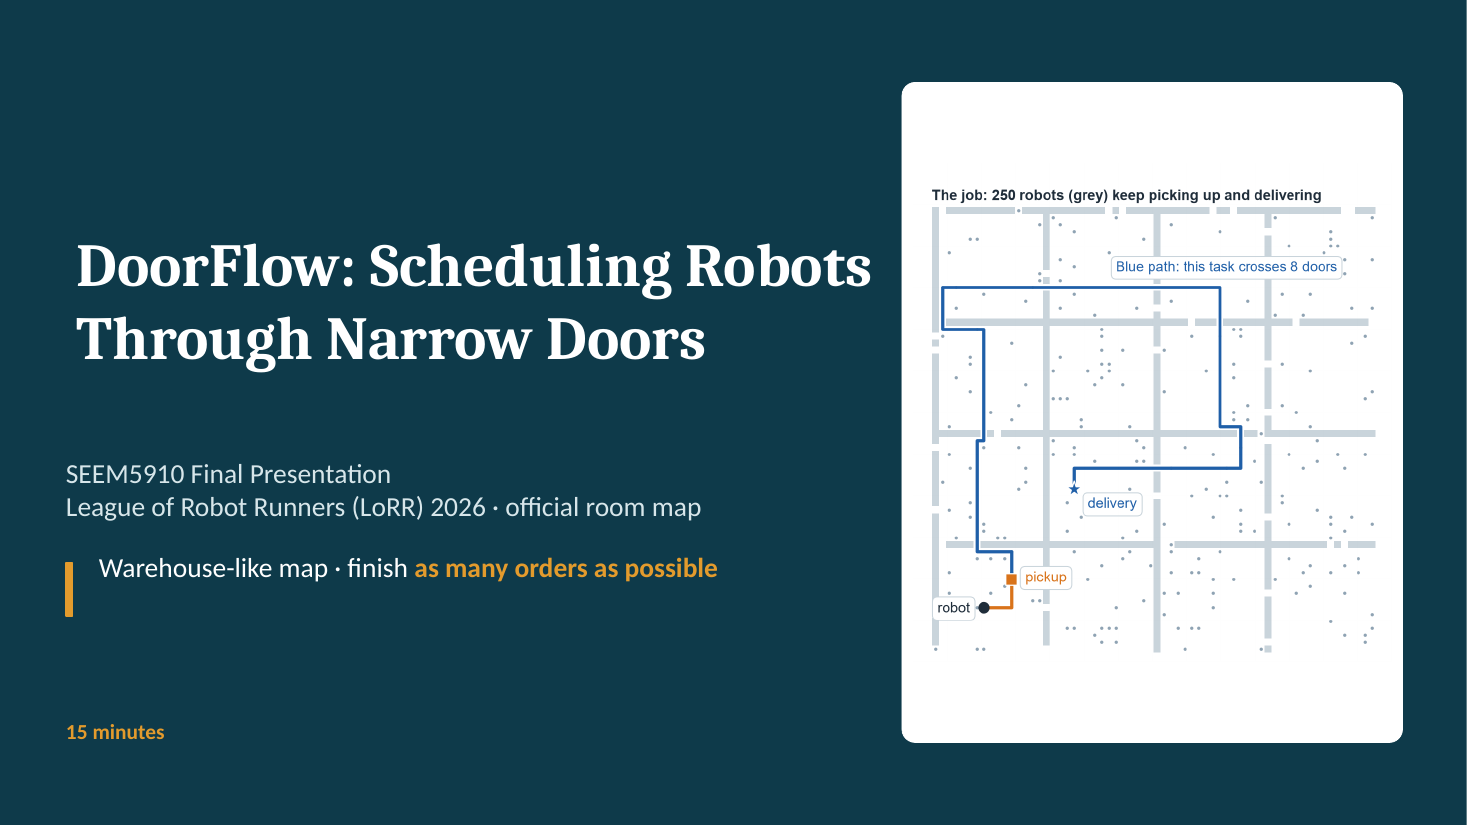 DoorFlow: Scheduling Robots
Through Narrow Doors
SEEM5910 Final Presentation
League of Robot Runners (LoRR) 2026 · official room map
Warehouse-like map · finish as many orders as possible
15 minutes
The job: 250 robots (grey) keep picking up and delivering
Blue path: this task crosses 8 doors
delivery
pickup
robot